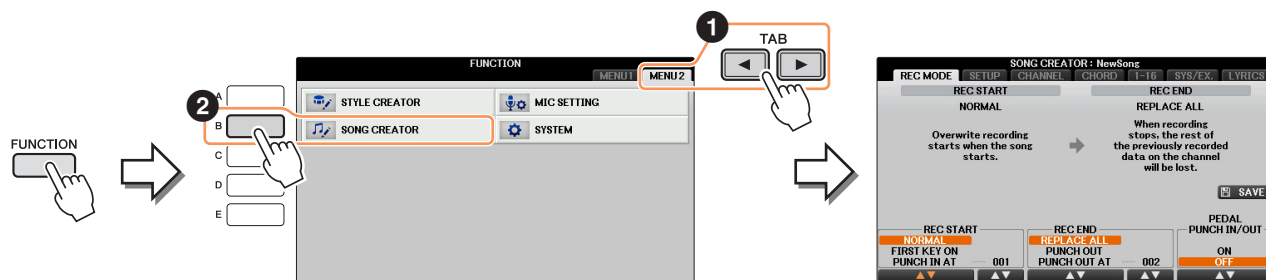 FUNCTION
2
A
B
C
D
E
1
TAB
FUNCTION
MENU1 MENU2
STYLE CREATOR MIC SETTING
SONG CREATOR SYSTEM
SONG CREATOR : NewSong
REC MODE SETUP CHANNEL CHORD 1-16 SYS/EX. LYRICS
REC START REC END
NORMAL REPLACE ALL
Overwrite recording
starts when the song
starts.
When recording
stops, the rest of
the previously recorded
data on the channel
will be lost.
SAVE
REC START
NORMAL
FIRST KEY ON
PUNCH IN AT 001
REC END
REPLACE ALL
PUNCH OUT
PUNCH OUT AT 002
PEDAL
PUNCH IN/OUT
ON
OFF